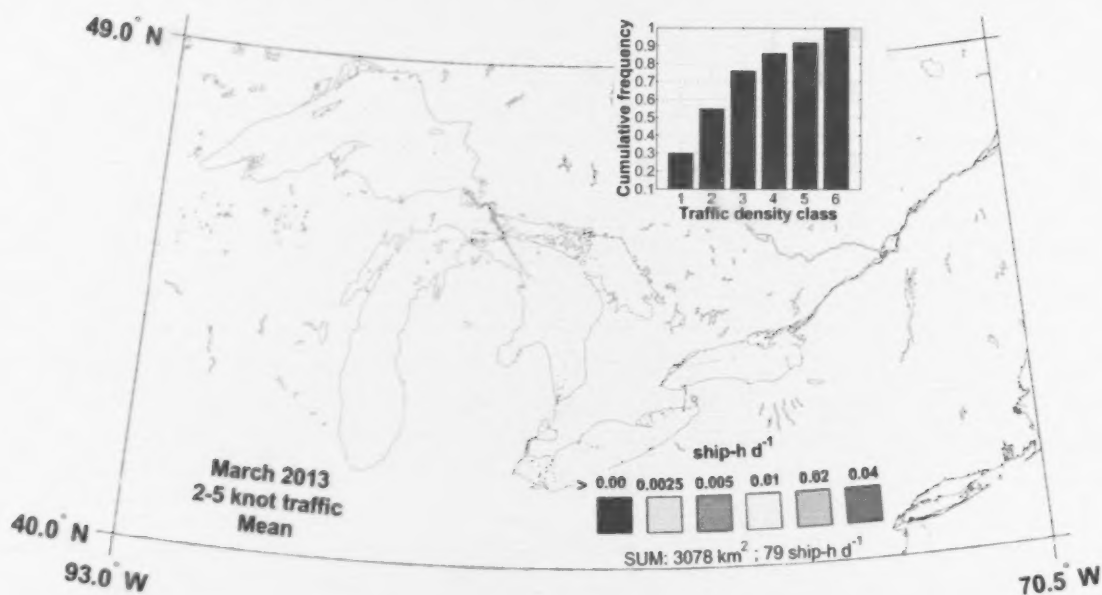 49.0° N
Cumulative frequency
1
0.9
0.8
0.7
0.6
0.5
0.4
0.3
0.2
0.1
1 2 3 4 5 6
Traffic density class
ship-h d⁻¹
> 0.00 0.0025 0.005 0.01 0.02 0.04
SUM: 3078 km² ; 79 ship-h d⁻¹
March 2013
2-5 knot traffic
Mean
40.0° N
93.0° W
70.5° W